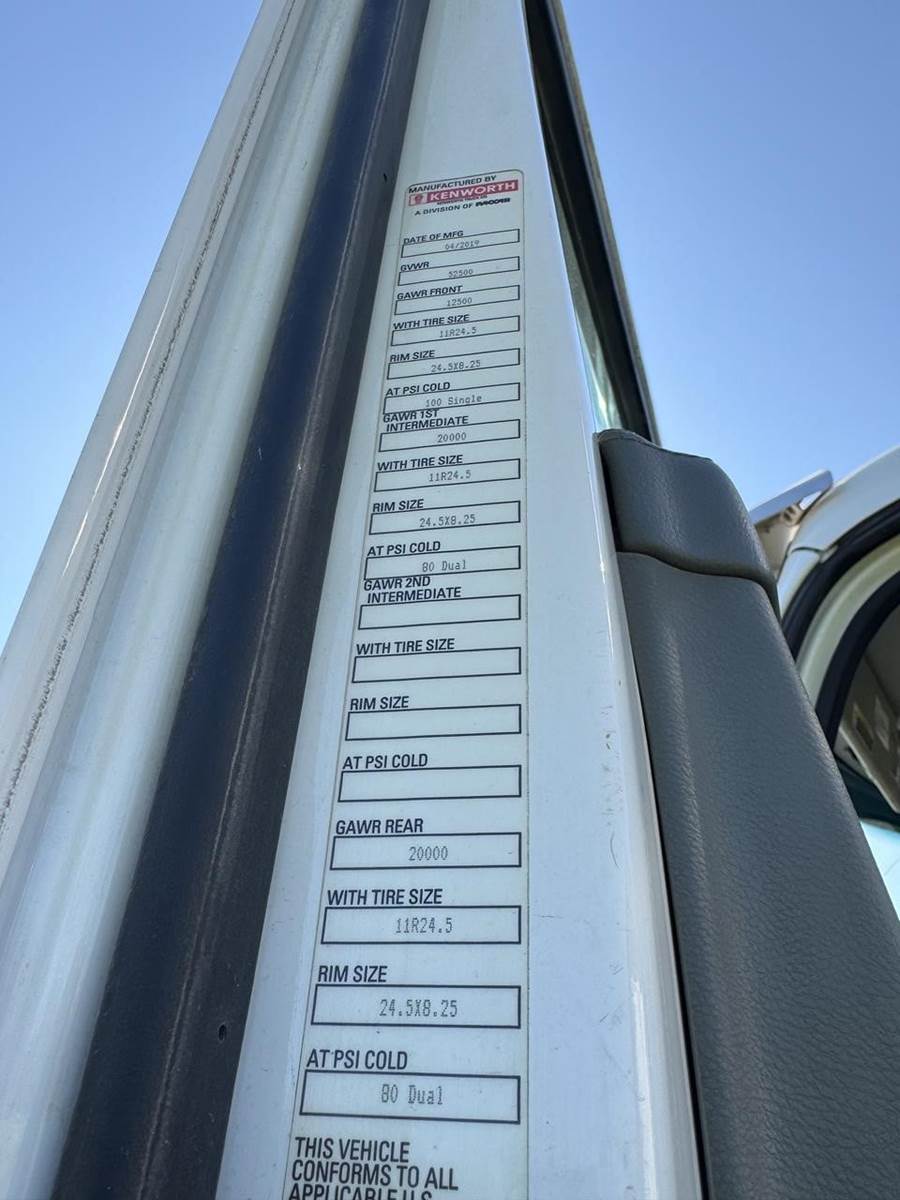 MANUFACTURED BY
KENWORTH
A DIVISION OF PACCAR
DATE OF MFG
04/2019
GVWR
52500
GAWR FRONT
12500
WITH TIRE SIZE
11R24.5
RIM SIZE
24.5X8.25
AT PSI COLD
100 Single
GAWR 1ST
INTERMEDIATE
20000
WITH TIRE SIZE
11R24.5
RIM SIZE
24.5X8.25
AT PSI COLD
80 Dual
GAWR 2ND
INTERMEDIATE
WITH TIRE SIZE
RIM SIZE
AT PSI COLD
GAWR REAR
20000
WITH TIRE SIZE
11R24.5
RIM SIZE
24.5X8.25
AT PSI COLD
80 Dual
THIS VEHICLE
CONFORMS TO ALL
APPLICABLE U.S.